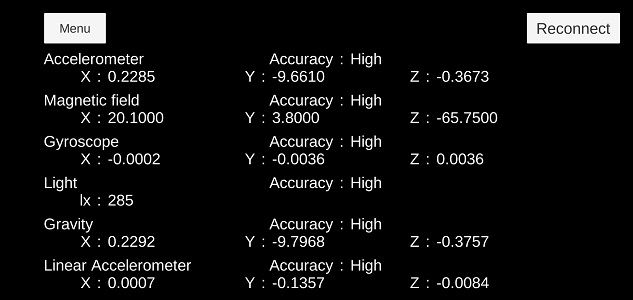 Menu Reconnect
Accelerometer Accuracy : High
X : 0.2285 Y : -9.6610 Z : -0.3673
Magnetic field Accuracy : High
X : 20.1000 Y : 3.8000 Z : -65.7500
Gyroscope Accuracy : High
X : -0.0002 Y : -0.0036 Z : 0.0036
Light Accuracy : High
lx : 285
Gravity Accuracy : High
X : 0.2292 Y : -9.7968 Z : -0.3757
Linear Accelerometer Accuracy : High
X : 0.0007 Y : -0.1357 Z : -0.0084